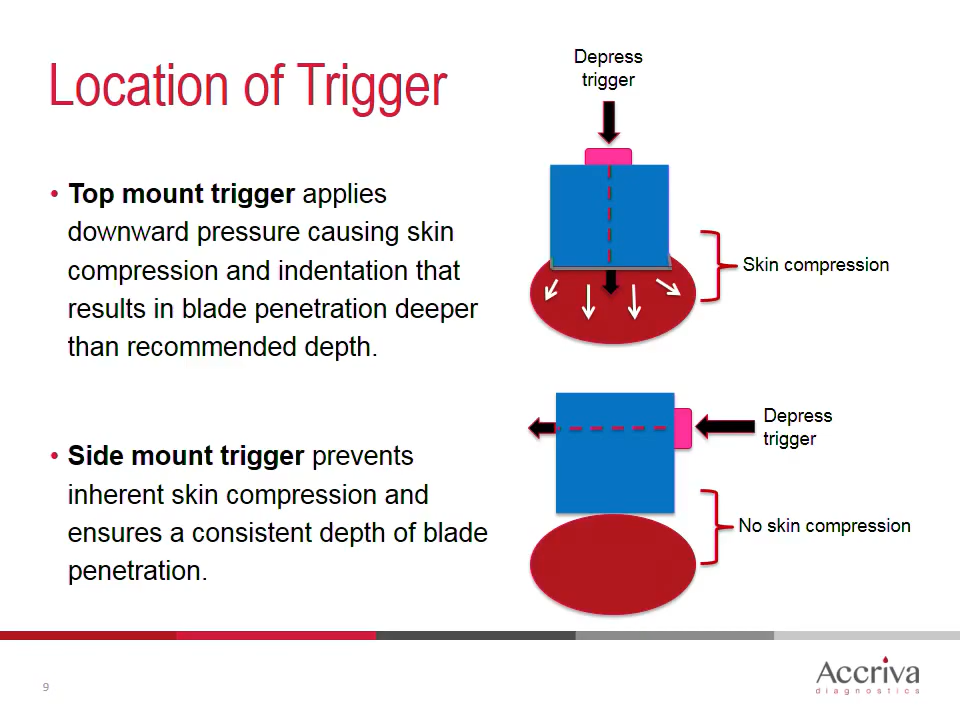 Location of Trigger
• Top mount trigger applies
downward pressure causing skin
compression and indentation that
results in blade penetration deeper
than recommended depth.
• Side mount trigger prevents
inherent skin compression and
ensures a consistent depth of blade
penetration.
Depress
trigger
Skin compression
Depress
trigger
No skin compression
9
Accriva
diagnostics